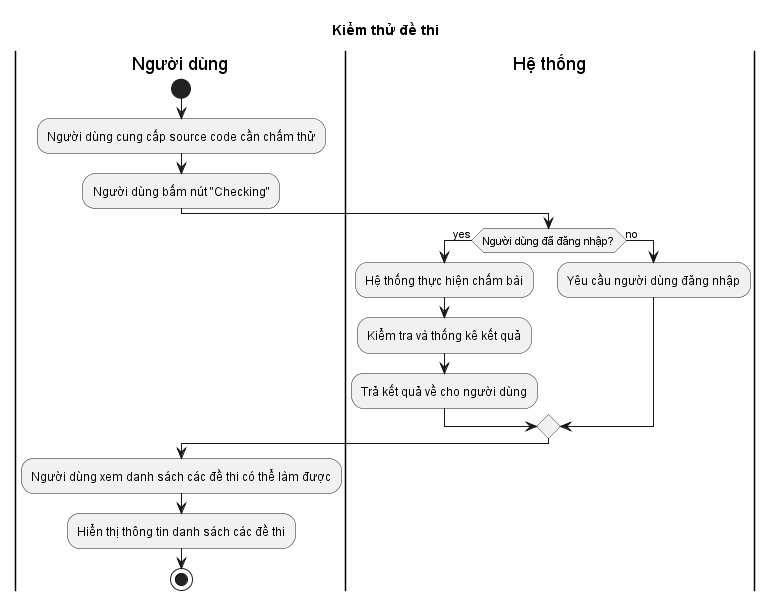 Kiểm thử đề thi
Người dùng
Hệ thống
Người dùng cung cấp source code cần chấm thử
Người dùng bấm nút "Checking"
Người dùng đã đăng nhập?
yes
no
Hệ thống thực hiện chấm bài
Yêu cầu người dùng đăng nhập
Kiểm tra và thống kê kết quả
Trả kết quả về cho người dùng
Người dùng xem danh sách các đề thi có thể làm được
Hiển thị thông tin danh sách các đề thi